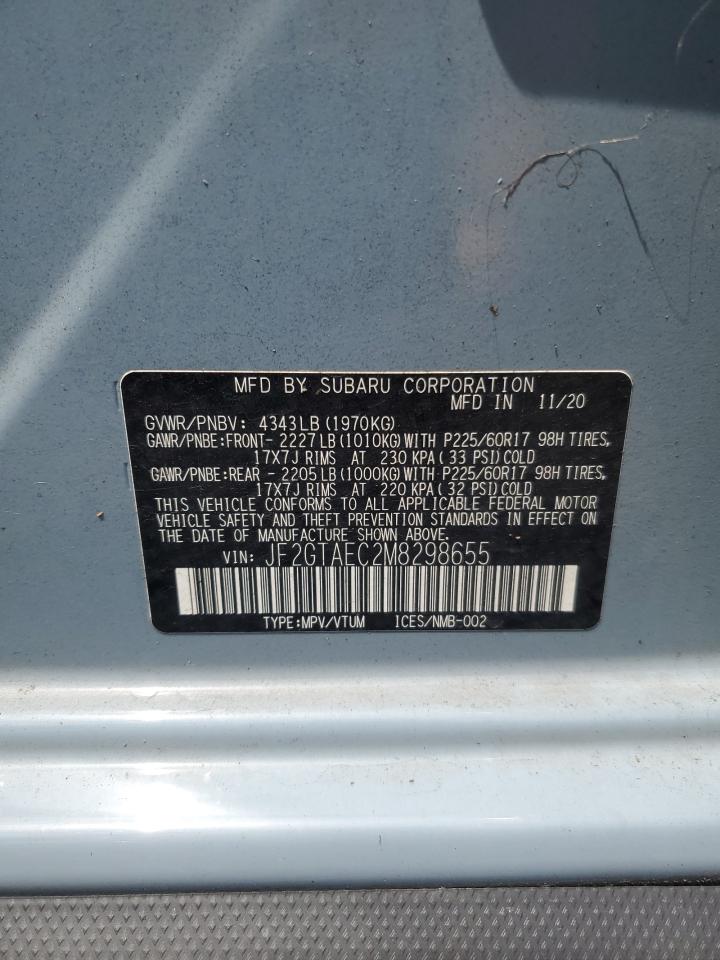 MFD BY SUBARU CORPORATION
MFD IN 11/20
GVWR/PNBV: 4343LB (1970KG)
GAWR/PNBE:FRONT- 2227LB(1010KG)WITH P225/60R17 98H TIRES,
17X7J RIMS AT 230 KPA( 33 PSI)COLD
GAWR/PNBE:REAR - 2205LB(1000KG)WITH P225/60R17 98H TIRES,
17X7J RIMS AT 220 KPA( 32 PSI)COLD
THIS VEHICLE CONFORMS TO ALL APPLICABLE FEDERAL MOTOR
VEHICLE SAFETY AND THEFT PREVENTION STANDARDS IN EFFECT ON
THE DATE OF MANUFACTURE SHOWN ABOVE.
VIN: JF2GTAEC2M8298655
TYPE:MPV/VTUM ICES/NMB-002